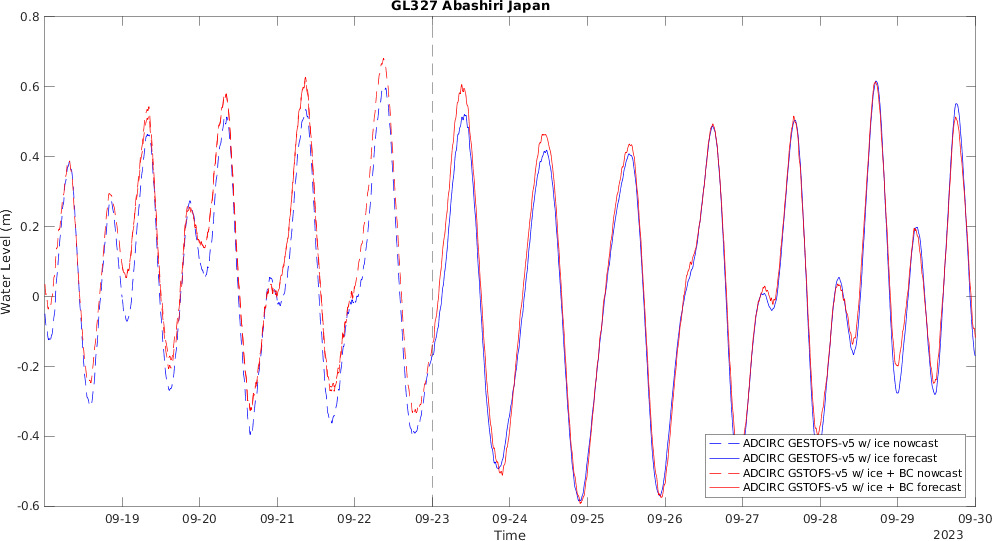 GL327 Abashiri Japan
0.8
0.6
0.4
0.2
0
-0.2
-0.4
-0.6
Water Level (m)
ADCIRC GESTOFS-v5 w/ ice nowcast
ADCIRC GESTOFS-v5 w/ ice forecast
ADCIRC GSTOFS-v5 w/ ice + BC nowcast
ADCIRC GSTOFS-v5 w/ ice + BC forecast
09-19 09-20 09-21 09-22 09-23 09-24 09-25 09-26 09-27 09-28 09-29 09-30
Time
2023